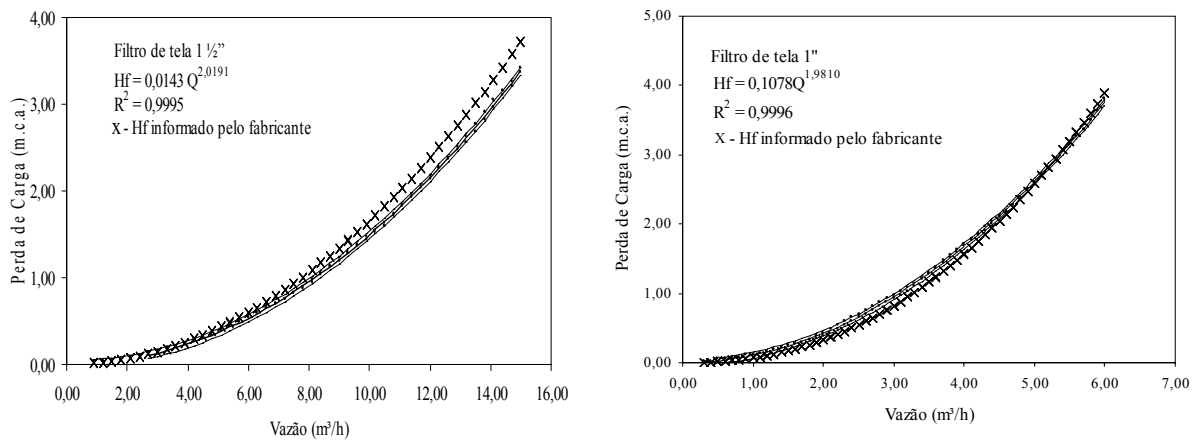 4,00
3,00
2,00
1,00
0,00
Perda de Carga (m.c.a.)
Filtro de tela 1 ½”
Hf = 0,0143 Q^2,0191
R^2 = 0,9995
x - Hf informado pelo fabricante
0,00 2,00 4,00 6,00 8,00 10,00 12,00 14,00 16,00
Vazão (m³/h)
5,00
4,00
3,00
2,00
1,00
0,00
Perda de Carga (m.c.a.)
Filtro de tela 1"
Hf = 0,1078Q^1,9810
R^2 = 0,9996
X - Hf informado pelo fabricante
0,00 1,00 2,00 3,00 4,00 5,00 6,00 7,00
Vazão (m³/h)